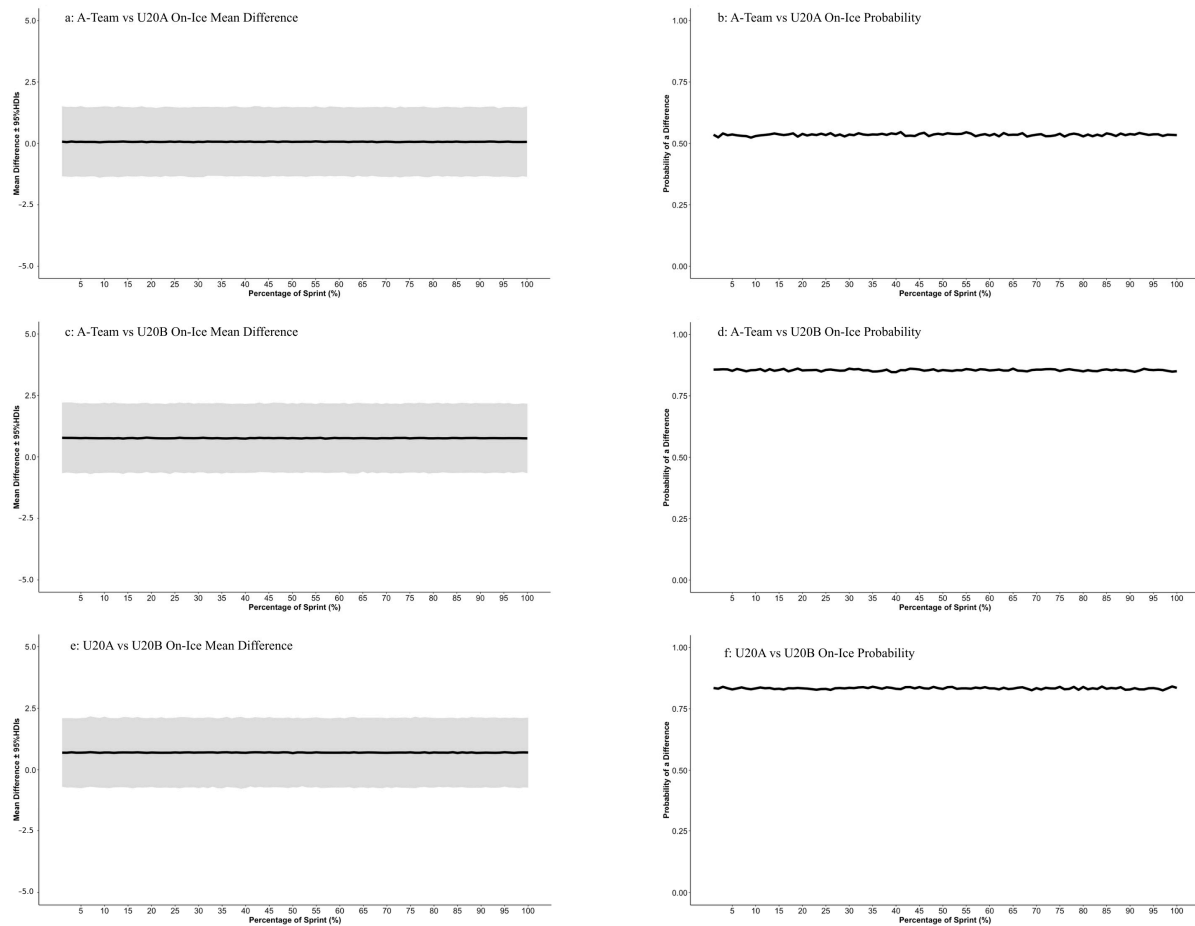 a: A-Team vs U20A On-Ice Mean Difference
Mean Difference ± 95%HDIs
5.0
2.5
0.0
−2.5
−5.0
5 10 15 20 25 30 35 40 45 50 55 60 65 70 75 80 85 90 95 100
Percentage of Sprint (%)
b: A-Team vs U20A On-Ice Probability
Probability of a Difference
1.00
0.75
0.50
0.25
0.00
5 10 15 20 25 30 35 40 45 50 55 60 65 70 75 80 85 90 95 100
Percentage of Sprint (%)
c: A-Team vs U20B On-Ice Mean Difference
Mean Difference ± 95%HDIs
5.0
2.5
0.0
−2.5
−5.0
5 10 15 20 25 30 35 40 45 50 55 60 65 70 75 80 85 90 95 100
Percentage of Sprint (%)
d: A-Team vs U20B On-Ice Probability
Probability of a Difference
1.00
0.75
0.50
0.25
0.00
5 10 15 20 25 30 35 40 45 50 55 60 65 70 75 80 85 90 95 100
Percentage of Sprint (%)
e: U20A vs U20B On-Ice Mean Difference
Mean Difference ± 95%HDIs
5.0
2.5
0.0
−2.5
−5.0
5 10 15 20 25 30 35 40 45 50 55 60 65 70 75 80 85 90 95 100
Percentage of Sprint (%)
f: U20A vs U20B On-Ice Probability
Probability of a Difference
1.00
0.75
0.50
0.25
0.00
5 10 15 20 25 30 35 40 45 50 55 60 65 70 75 80 85 90 95 100
Percentage of Sprint (%)